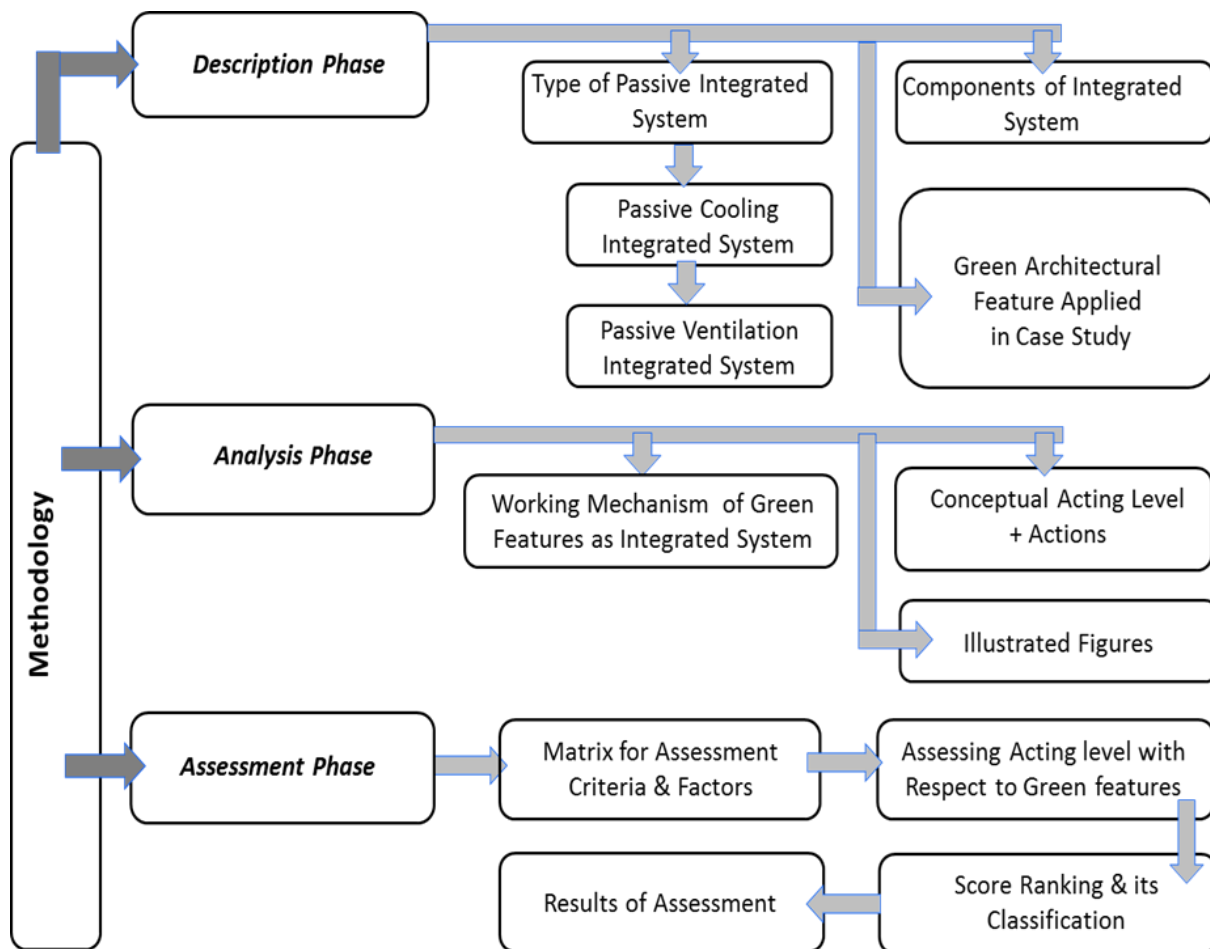 Methodology
Description Phase
Type of Passive Integrated
System
Components of Integrated
System
Passive Cooling
Integrated System
Green Architectural
Feature Applied
in Case Study
Passive Ventilation
Integrated System
Analysis Phase
Working Mechanism of Green
Features as Integrated System
Conceptual Acting Level
+ Actions
Illustrated Figures
Assessment Phase
Matrix for Assessment
Criteria & Factors
Assessing Acting level with
Respect to Green features
Score Ranking & its
Classification
Results of Assessment